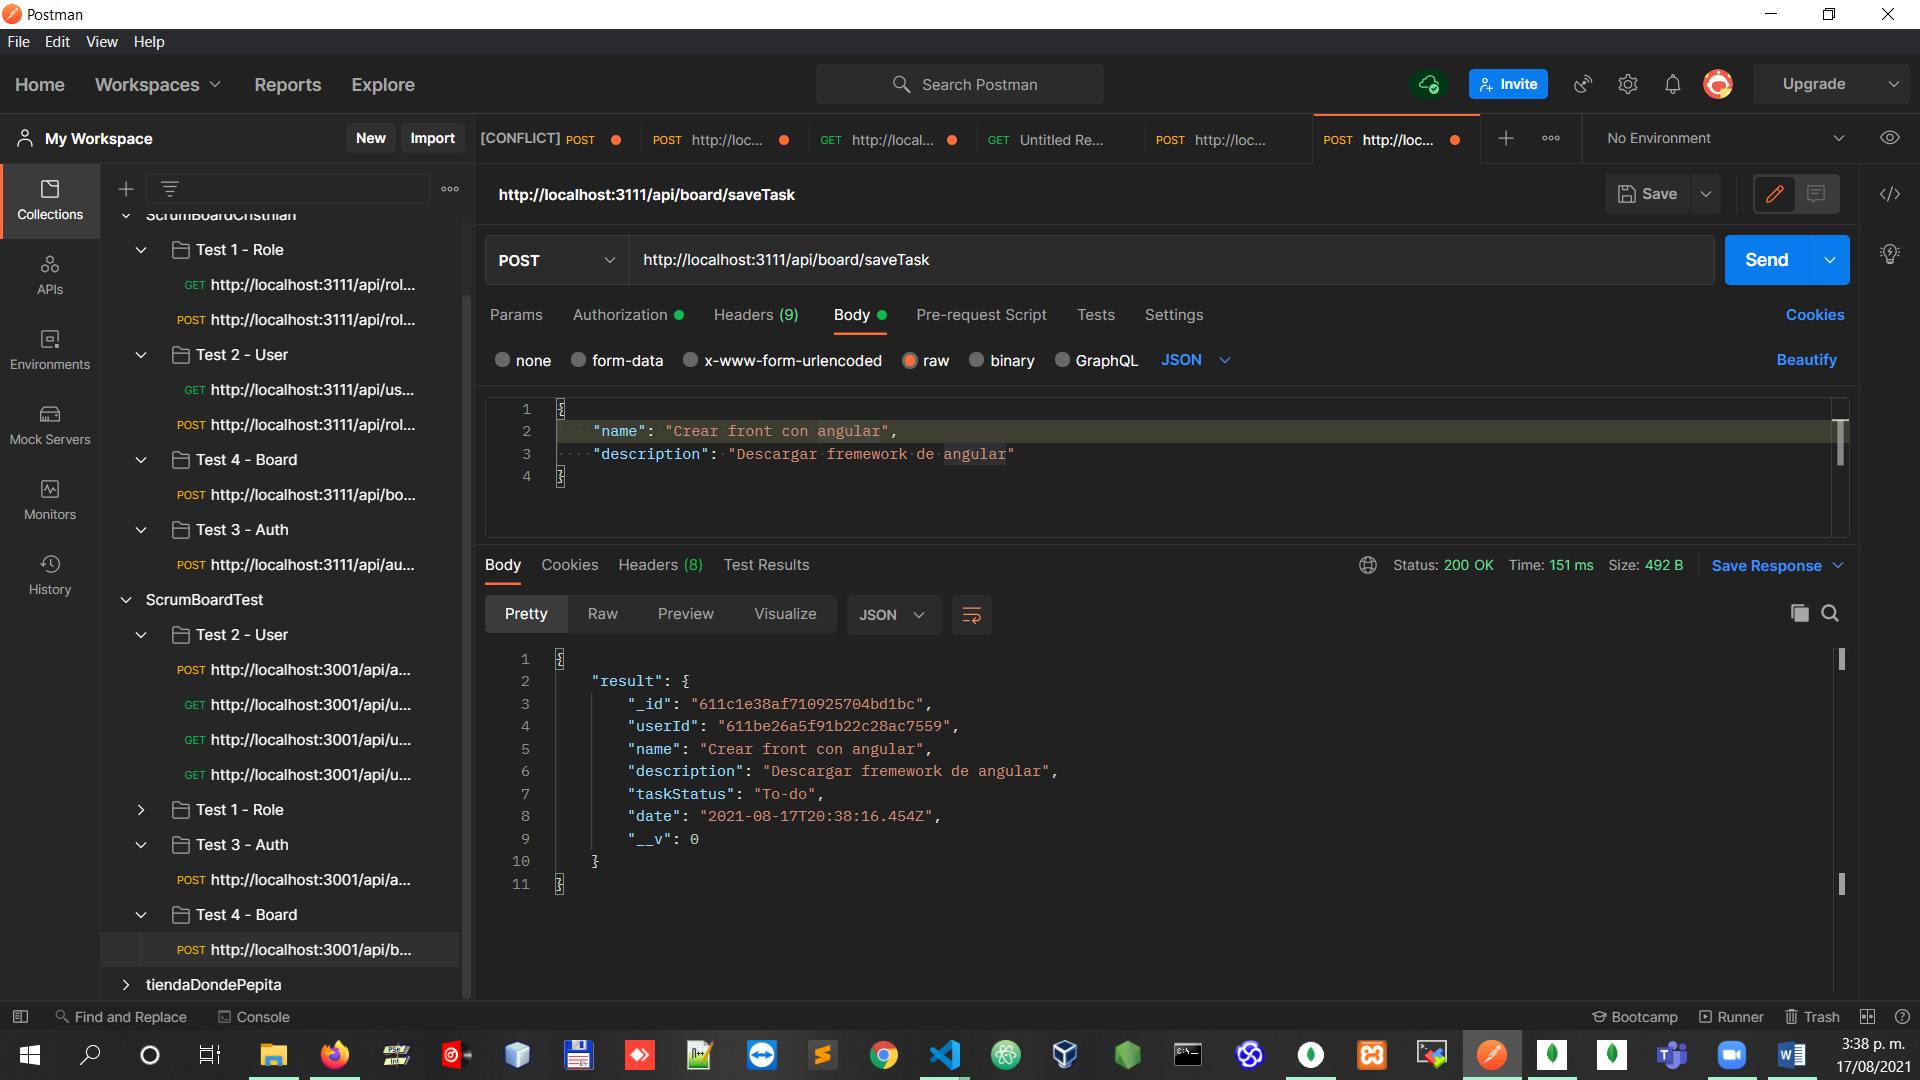 Postman
File Edit View Help
Home Workspaces Reports Explore
Search Postman
Invite
Upgrade
My Workspace
New Import
[CONFLICT] POST
POST http://loc...
GET http://local...
GET Untitled Re...
POST http://loc...
POST http://loc...
No Environment
Collections
APIs
Environments
Mock Servers
Monitors
History
ScrumBoardCristhian
Test 1 - Role
GET http://localhost:3111/api/rol...
POST http://localhost:3111/api/rol...
Test 2 - User
GET http://localhost:3111/api/us...
POST http://localhost:3111/api/rol...
Test 4 - Board
POST http://localhost:3111/api/bo...
Test 3 - Auth
POST http://localhost:3111/api/au...
ScrumBoardTest
Test 2 - User
POST http://localhost:3001/api/a...
GET http://localhost:3001/api/u...
GET http://localhost:3001/api/u...
GET http://localhost:3001/api/u...
Test 1 - Role
Test 3 - Auth
POST http://localhost:3001/api/a...
Test 4 - Board
POST http://localhost:3001/api/b...
tiendaDondePepita
http://localhost:3111/api/board/saveTask
Save
POST http://localhost:3111/api/board/saveTask
Send
Params Authorization Headers (9) Body Pre-request Script Tests Settings
Cookies
none form-data x-www-form-urlencoded raw binary GraphQL JSON
Beautify
1 {
2 "name": "Crear front con angular",
3 "description": "Descargar fremework de angular"
4 }
Body Cookies Headers (8) Test Results
Status: 200 OK Time: 151 ms Size: 492 B
Save Response
Pretty Raw Preview Visualize JSON
1 {
2 "result": {
3 "_id": "611c1e38af710925704bd1bc",
4 "userId": "611be26a5f91b22c28ac7559",
5 "name": "Crear front con angular",
6 "description": "Descargar fremework de angular",
7 "taskStatus": "To-do",
8 "date": "2021-08-17T20:38:16.454Z",
9 "__v": 0
10 }
11 }
Find and Replace Console
Bootcamp Runner Trash
3:38 p. m.
17/08/2021